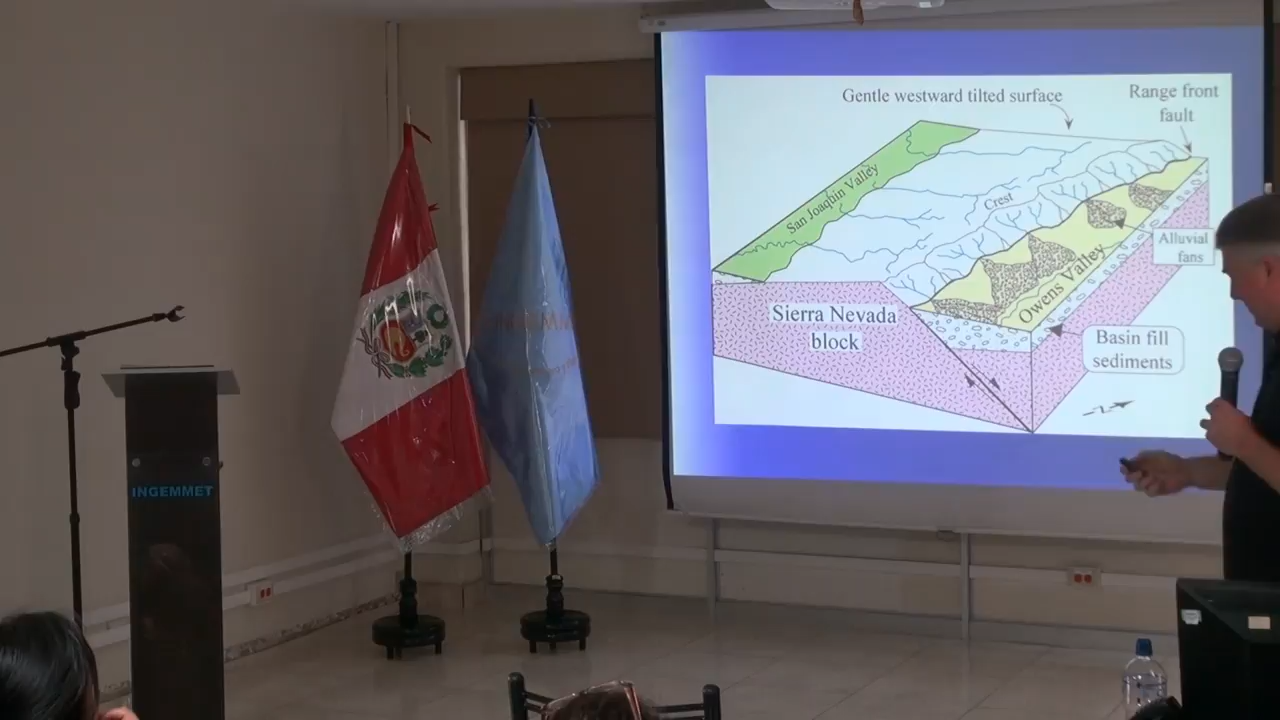 Gentle westward tilted surface
Range front
fault
San Joaquin Valley
Crest
Alluvial
fans
Owens Valley
Sierra Nevada
block
Basin fill
sediments
INGEMMET